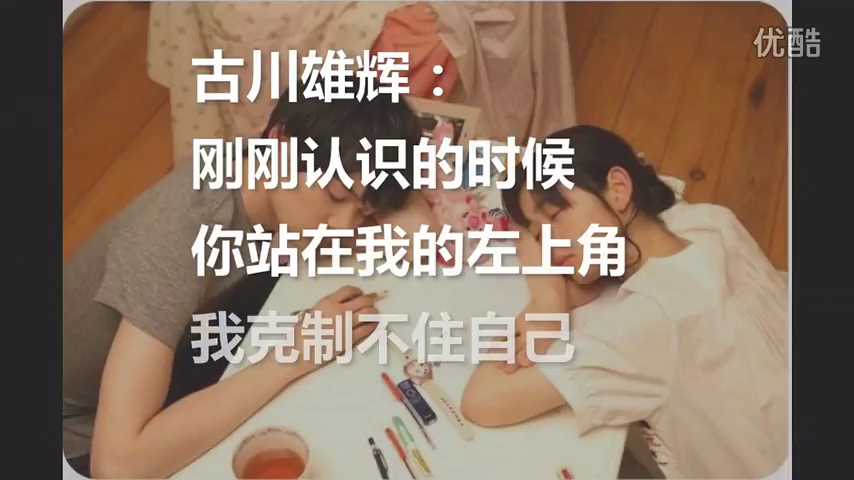 优酷
古川雄辉：
刚刚认识的时候
你站在我的左上角
我克制不住自己